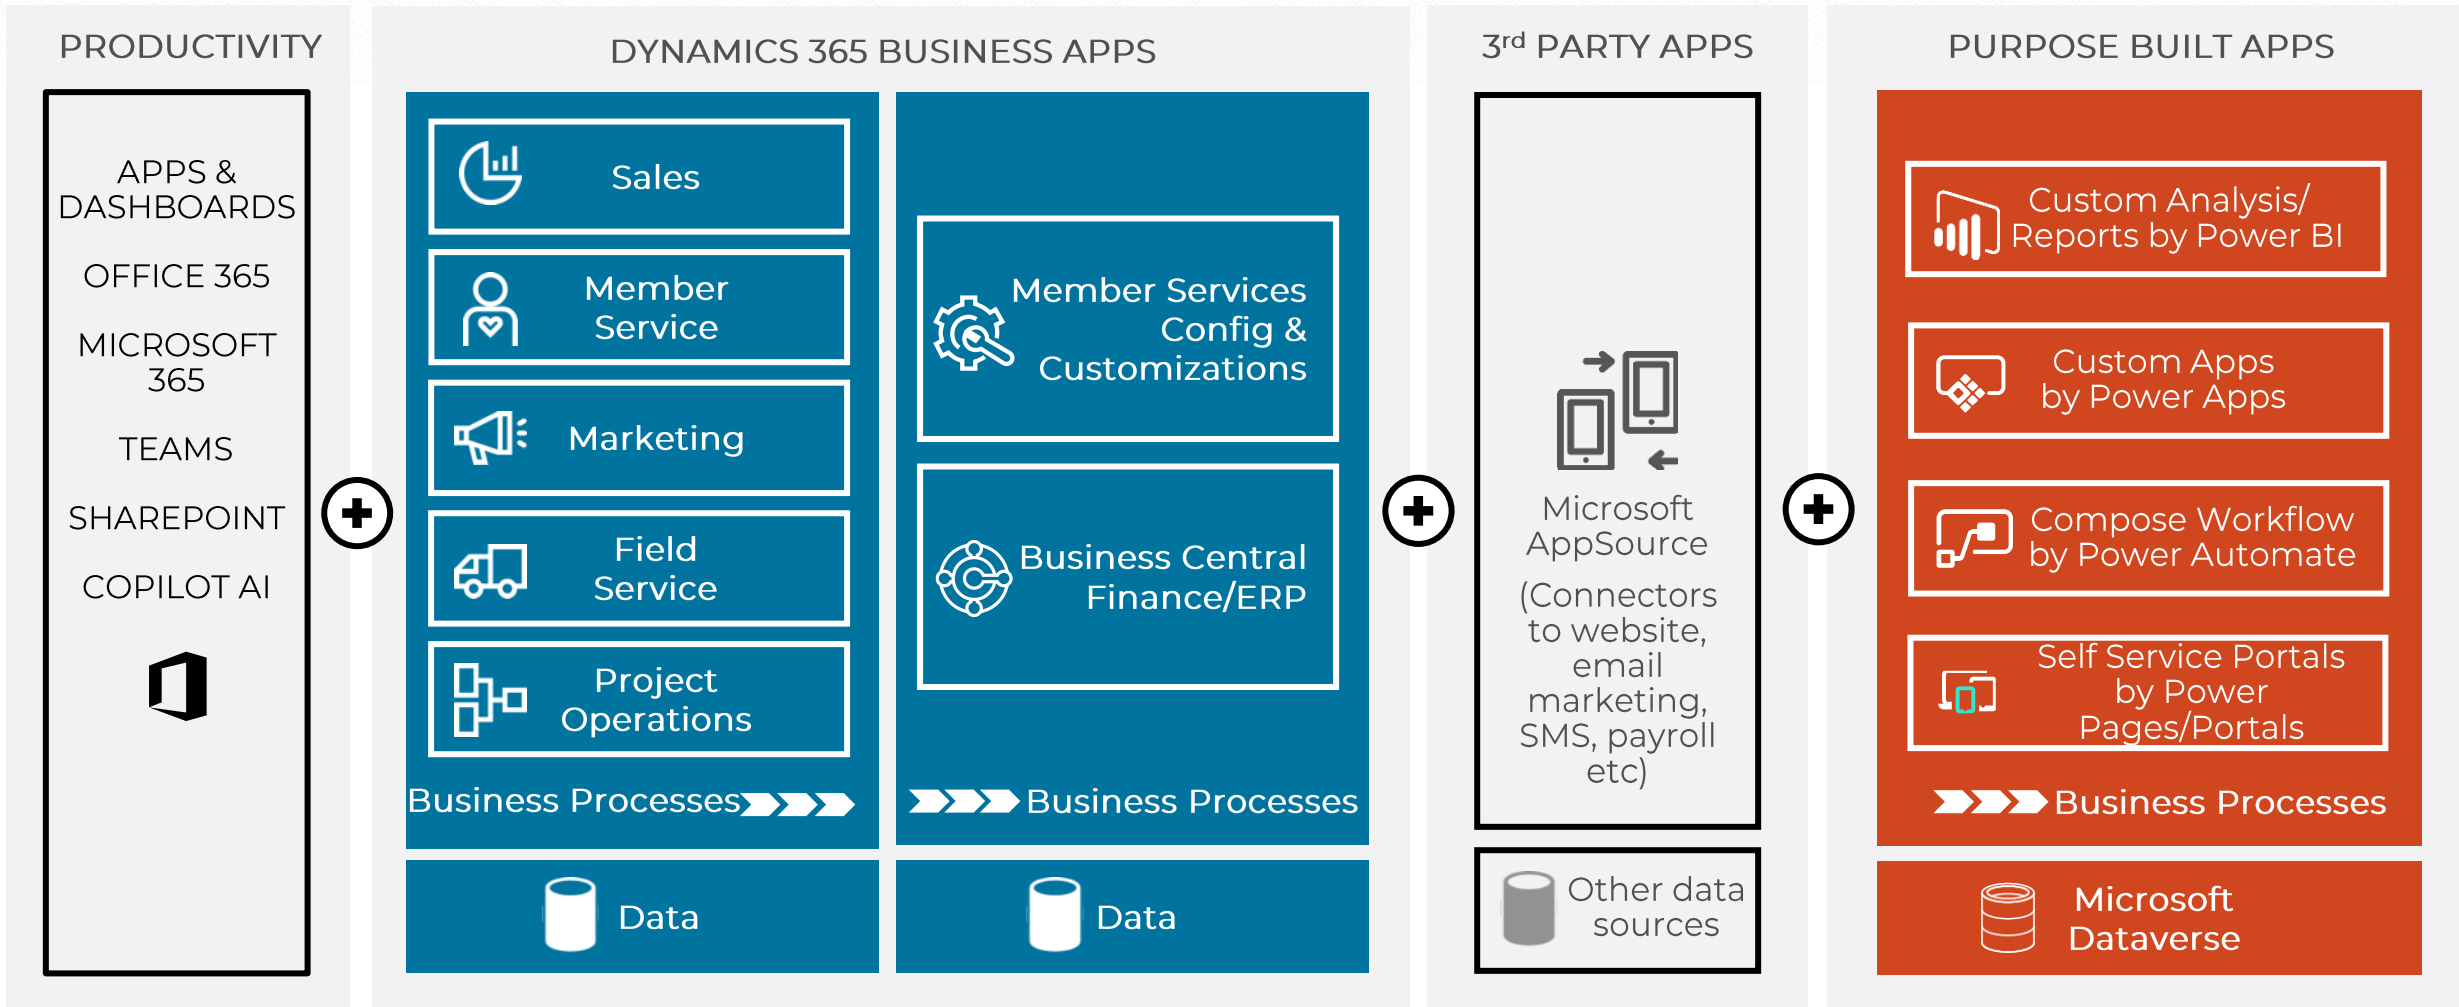 PRODUCTIVITY
APPS &
DASHBOARDS
OFFICE 365
MICROSOFT
365
TEAMS
SHAREPOINT
COPILOT AI
DYNAMICS 365 BUSINESS APPS
Sales
Member
Service
Marketing
Field
Service
Project
Operations
Business Processes
Data
Member Services
Config &
Customizations
Business Central
Finance/ERP
Business Processes
Data
3rd PARTY APPS
Microsoft
AppSource
(Connectors
to website,
email
marketing,
SMS, payroll
etc)
Other data
sources
PURPOSE BUILT APPS
Custom Analysis/
Reports by Power BI
Custom Apps
by Power Apps
Compose Workflow
by Power Automate
Self Service Portals
by Power
Pages/Portals
Business Processes
Microsoft
Dataverse